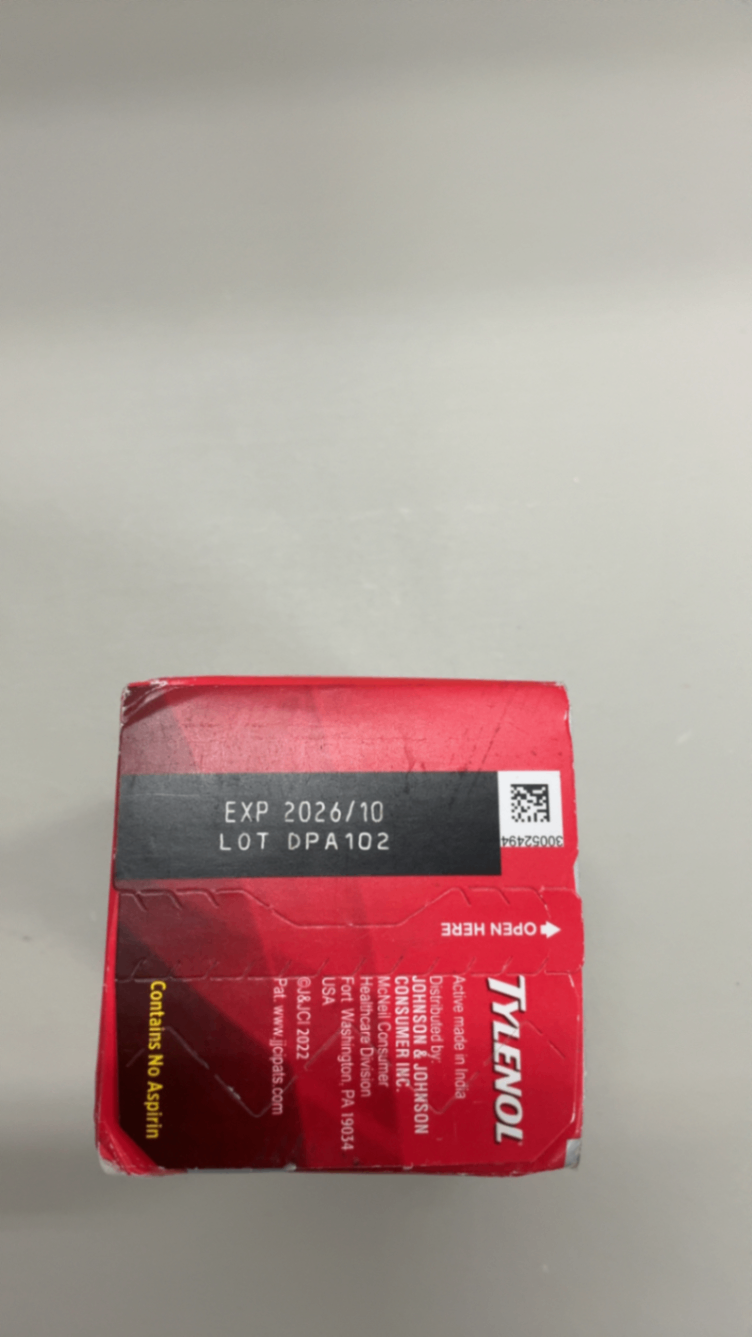 EXP 2026/10
LOT DPA102
30052494
OPEN HERE
TYLENOL
Active made in India
Distributed by:
JOHNSON & JOHNSON
CONSUMER INC.
McNeil Consumer
Healthcare Division
Fort Washington, PA 19034
USA
©J&JCI 2022
Pat. www.jjcipats.com
Contains No Aspirin